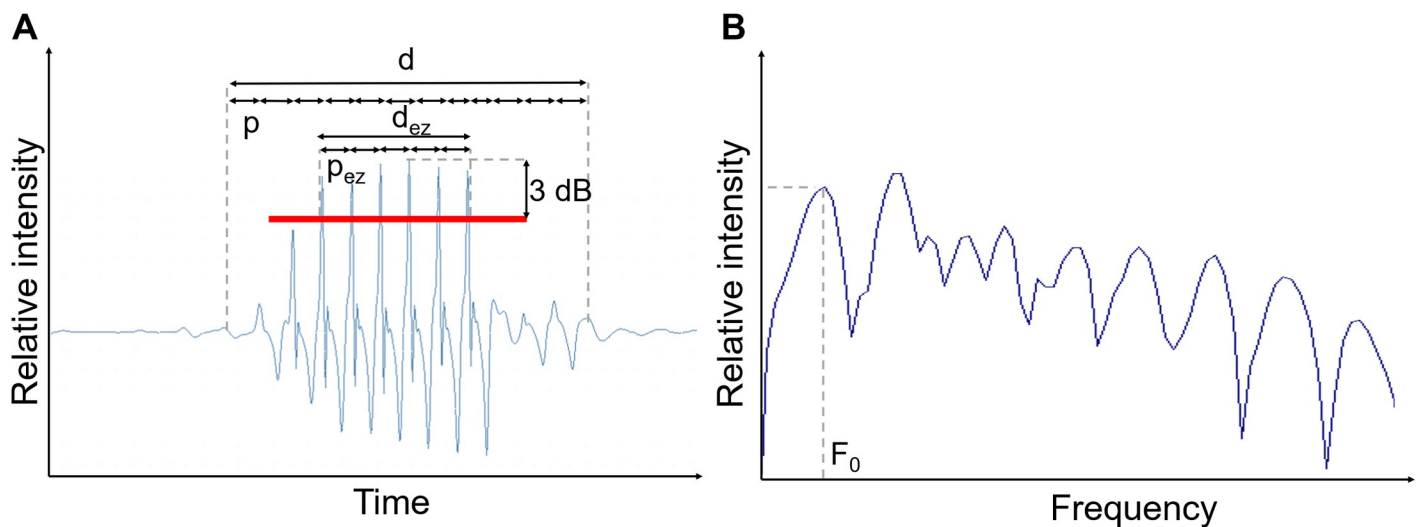 A
d
p
d_ez
p_ez
3 dB
Relative intensity
Time
B
Relative intensity
F_0
Frequency